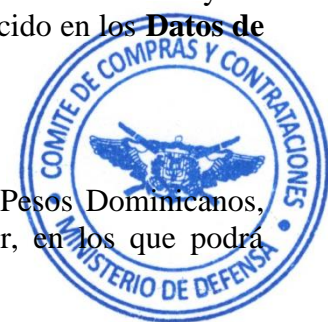 cido en los Datos de
COMITE DE COMPRAS Y CONTRATACIONES
Pesos Dominicanos,
r, en los que podrá
MINISTERIO DE DEFENSA